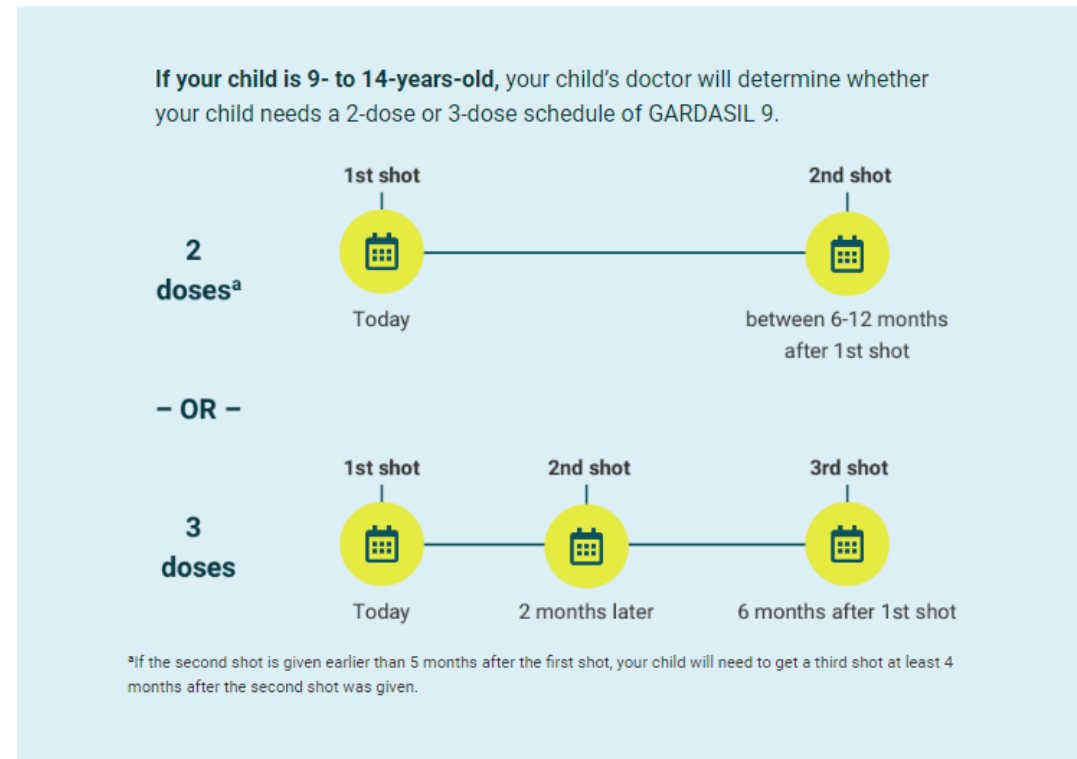 If your child is 9- to 14-years-old, your child's doctor will determine whether
your child needs a 2-dose or 3-dose schedule of GARDASIL 9.
1st shot
2nd shot
2
dosesᵃ
Today
between 6-12 months
after 1st shot
– OR –
1st shot
2nd shot
3rd shot
3
doses
Today
2 months later
6 months after 1st shot
ᵃIf the second shot is given earlier than 5 months after the first shot, your child will need to get a third shot at least 4
months after the second shot was given.